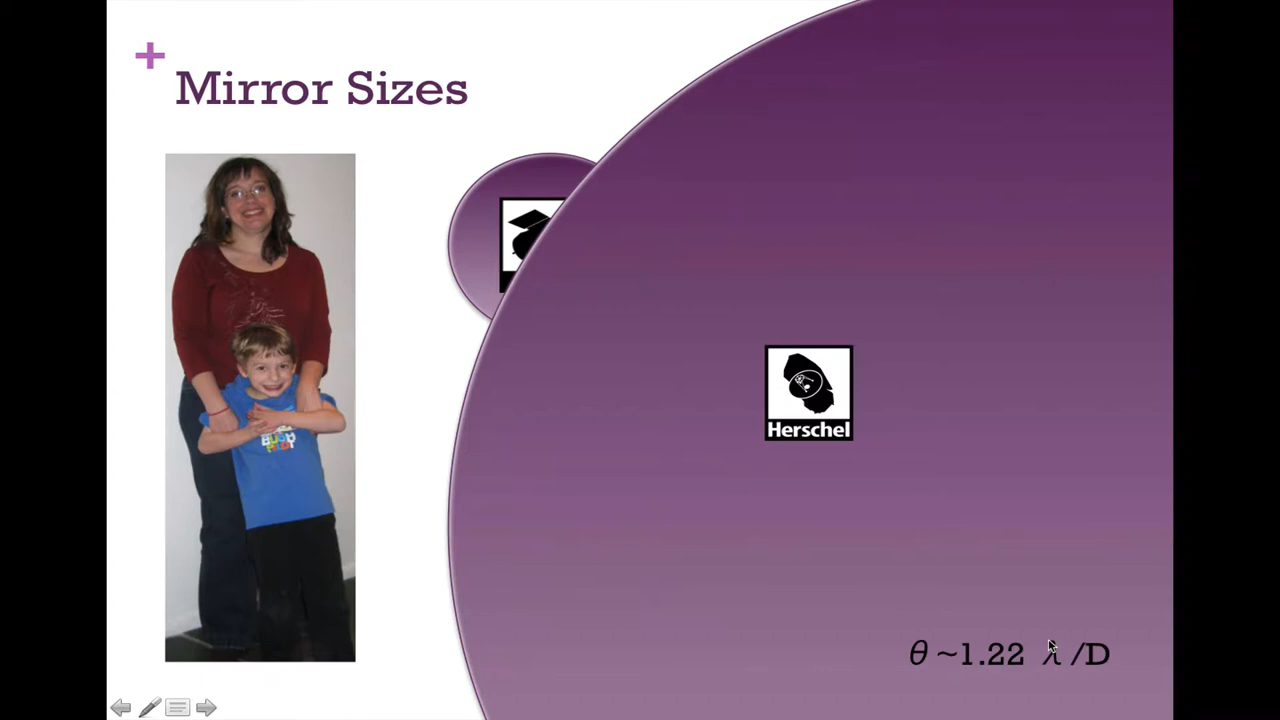 Mirror Sizes
Herschel
θ ~1.22 λ /D